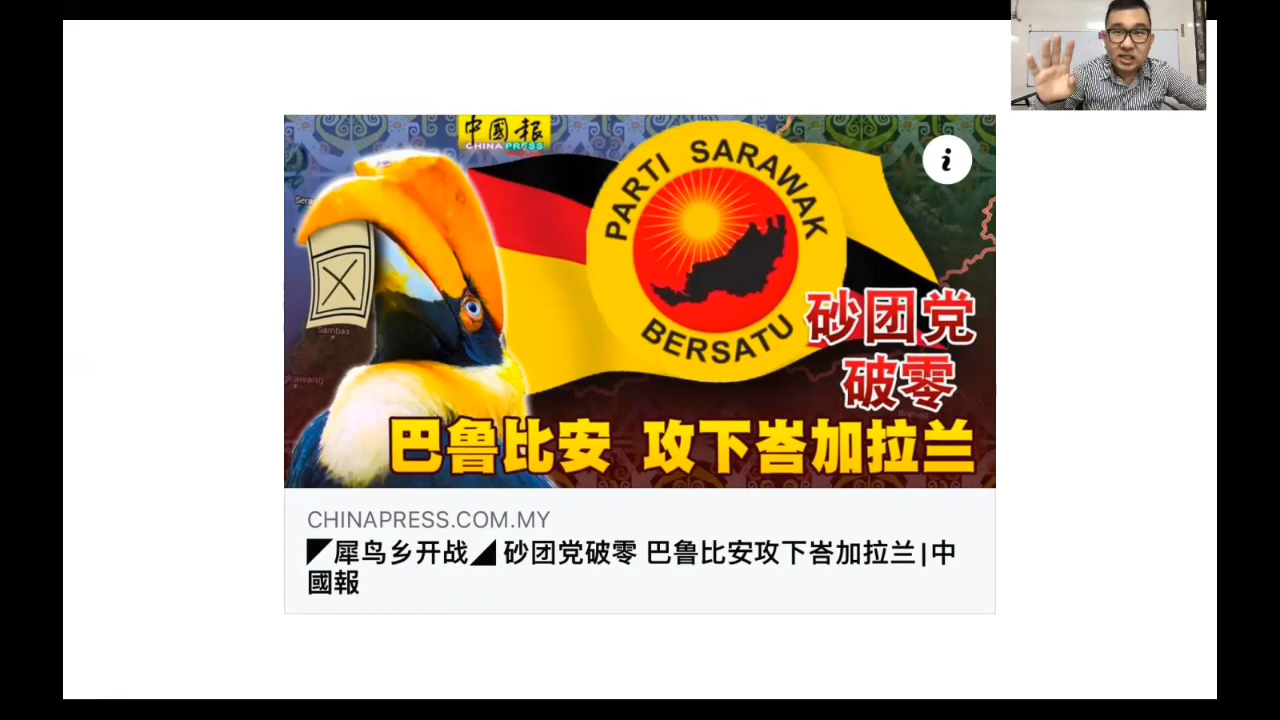 中國報
CHINA PRESS
PARTI SARAWAK
BERSATU
i
Sambas
砂团党
破零
巴鲁比安 攻下峇加拉兰
CHINAPRESS.COM.MY
◤犀鸟乡开战◢ 砂团党破零 巴鲁比安攻下峇加拉兰|中
國報